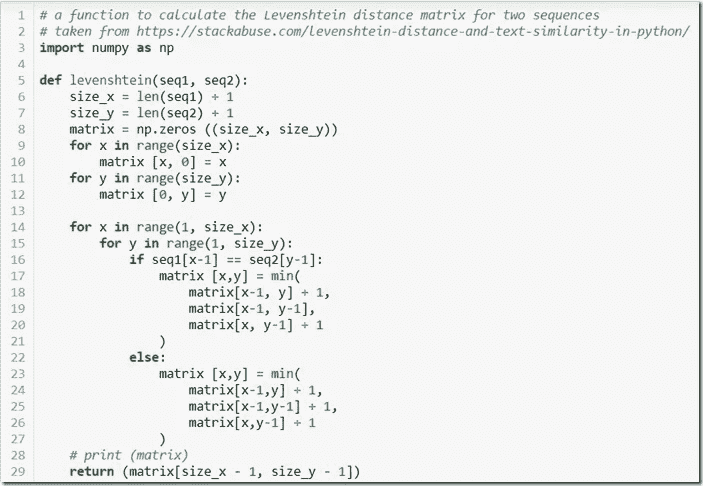 1 # a function to calculate the Levenshtein distance matrix for two sequences
2 # taken from https://stackabuse.com/levenshtein-distance-and-text-similarity-in-python/
3 import numpy as np
4
5 def levenshtein(seq1, seq2):
6     size_x = len(seq1) + 1
7     size_y = len(seq2) + 1
8     matrix = np.zeros ((size_x, size_y))
9     for x in range(size_x):
10         matrix [x, 0] = x
11     for y in range(size_y):
12         matrix [0, y] = y
13
14     for x in range(1, size_x):
15         for y in range(1, size_y):
16             if seq1[x-1] == seq2[y-1]:
17                 matrix [x,y] = min(
18                     matrix[x-1, y] + 1,
19                     matrix[x-1, y-1],
20                     matrix[x, y-1] + 1
21                 )
22             else:
23                 matrix [x,y] = min(
24                     matrix[x-1,y] + 1,
25                     matrix[x-1,y-1] + 1,
26                     matrix[x,y-1] + 1
27                 )
28     # print (matrix)
29     return (matrix[size_x - 1, size_y - 1])